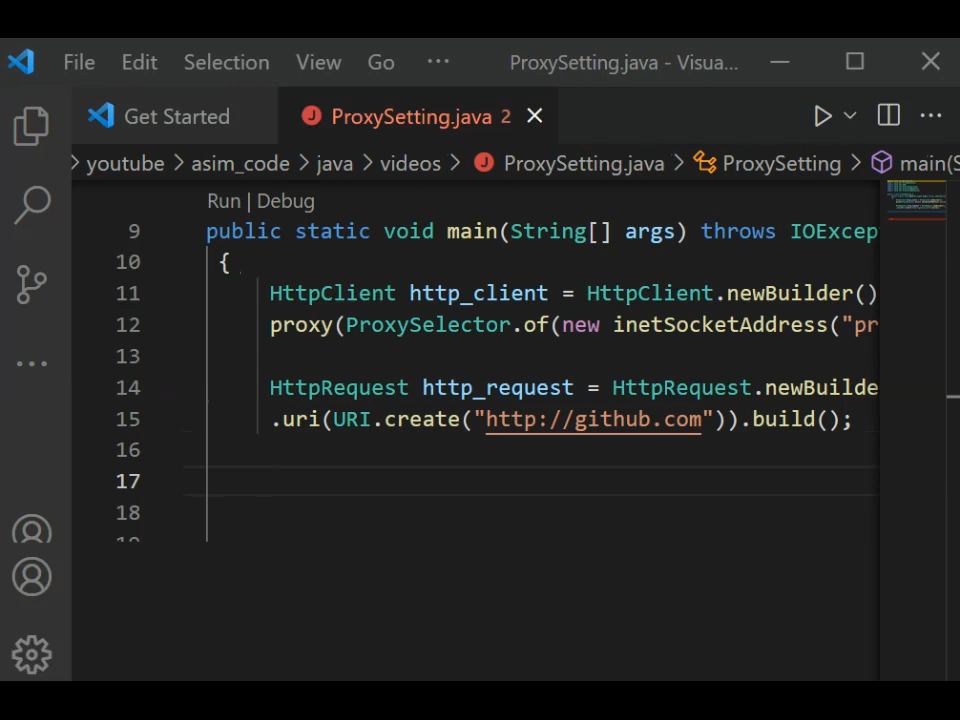 File Edit Selection View Go ··· ProxySetting.java - Visua...
Get Started ProxySetting.java 2
youtube > asim_code > java > videos > ProxySetting.java > ProxySetting > main(S
Run | Debug
9 public static void main(String[] args) throws IOExcep
10 {
11 HttpClient http_client = HttpClient.newBuilder()
12 proxy(ProxySelector.of(new inetSocketAddress("pr
13
14 HttpRequest http_request = HttpRequest.newBuilde
15 .uri(URI.create("http://github.com")).build();
16
17
18